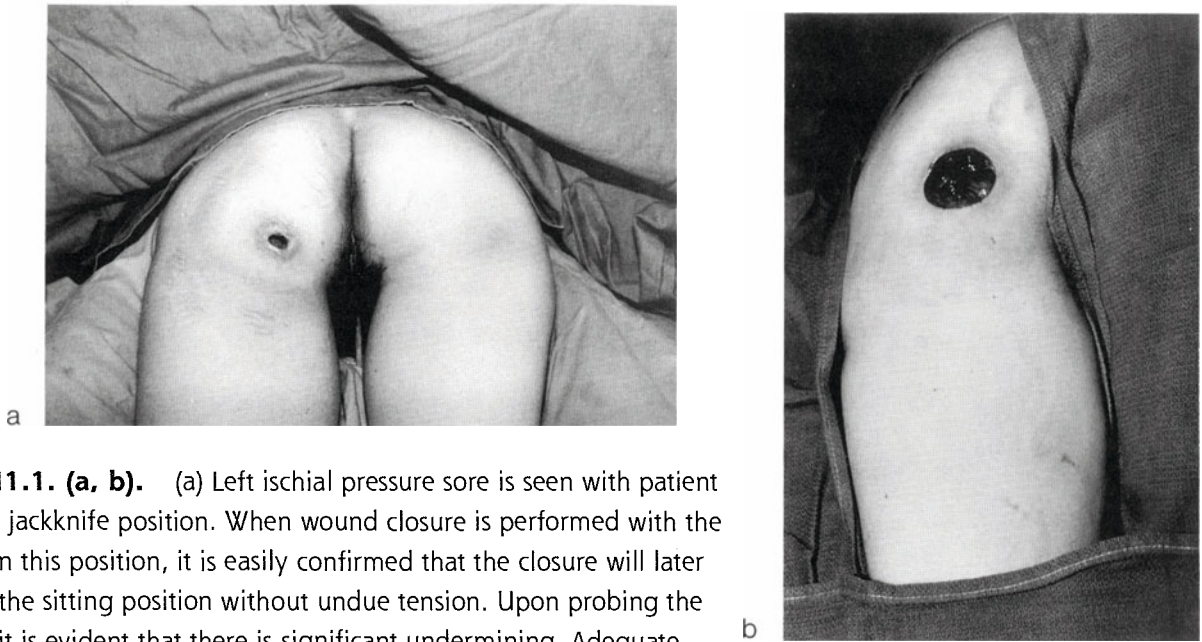 a
b
11.1. (a, b). (a) Left ischial pressure sore is seen with patient
jackknife position. When wound closure is performed with the
in this position, it is easily confirmed that the closure will later
the sitting position without undue tension. Upon probing the
it is evident that there is significant undermining. Adequate